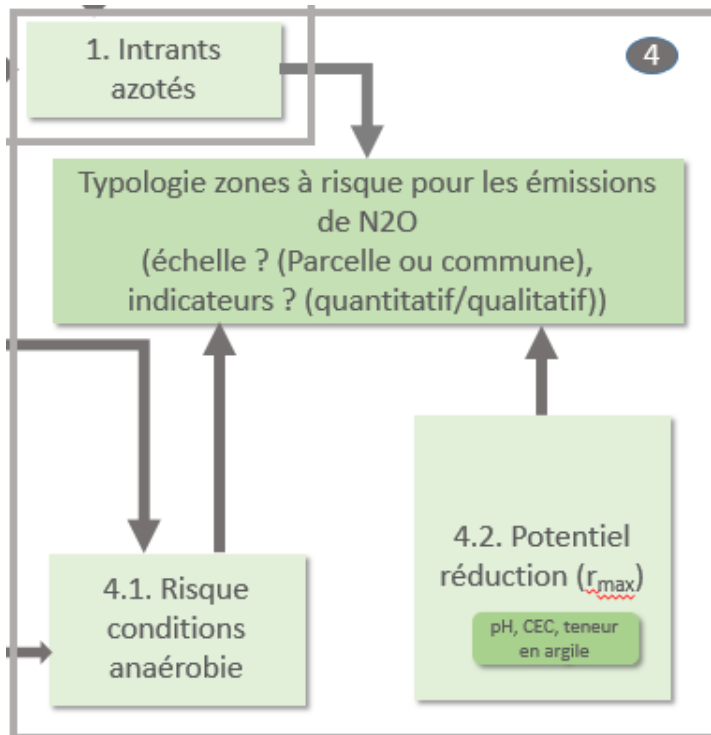 1. Intrants
azotés
4
Typologie zones à risque pour les émissions
de N2O
(échelle ? (Parcelle ou commune),
indicateurs ? (quantitatif/qualitatif))
4.1. Risque
conditions
anaérobie
4.2. Potentiel
réduction (rmax)
pH, CEC, teneur
en argile